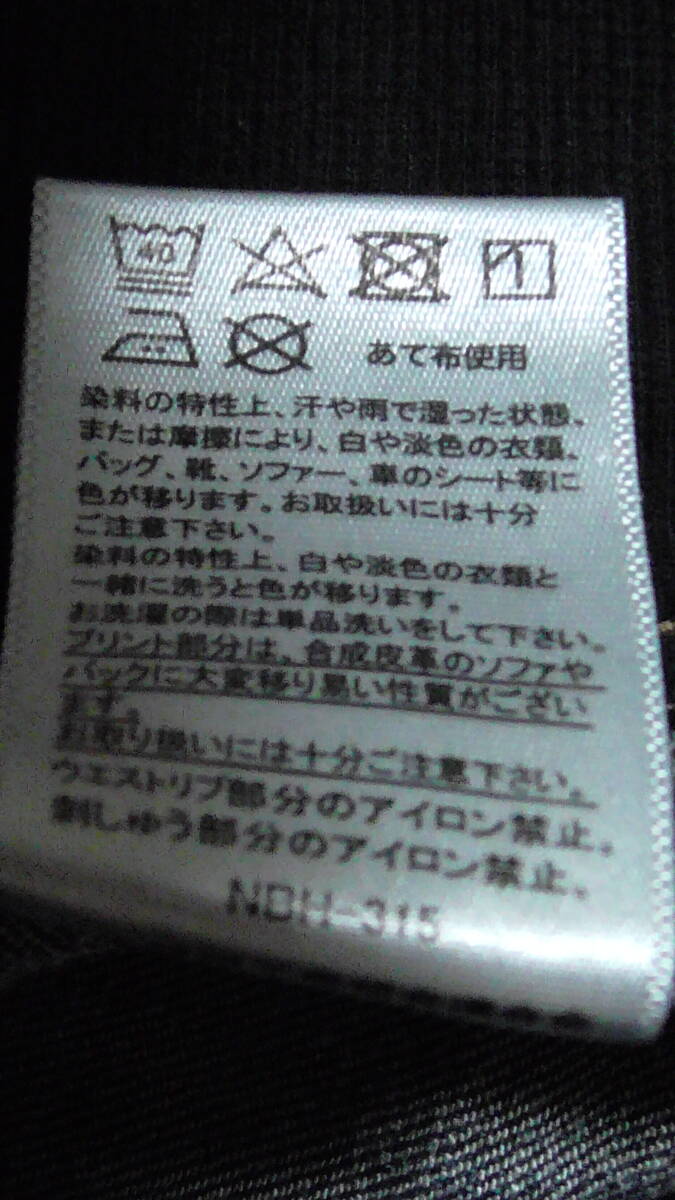 40
あて布使用
染料の特性上、汗や雨で湿った状態、
または摩擦により、白や淡色の衣類、
バッグ、靴、ソファー、車のシート等に
色が移ります。お取扱いには十分
ご注意下さい。
染料の特性上、白や淡色の衣類と
一緒に洗うと色が移ります。
お洗濯の際は単品洗いをして下さい。
プリント部分は、合成皮革のソファや
バックに大変移り易い性質がござい
ます。
お取り扱いには十分ご注意下さい。
ウエストリブ部分のアイロン禁止。
刺しゅう部分のアイロン禁止。
NDH-315